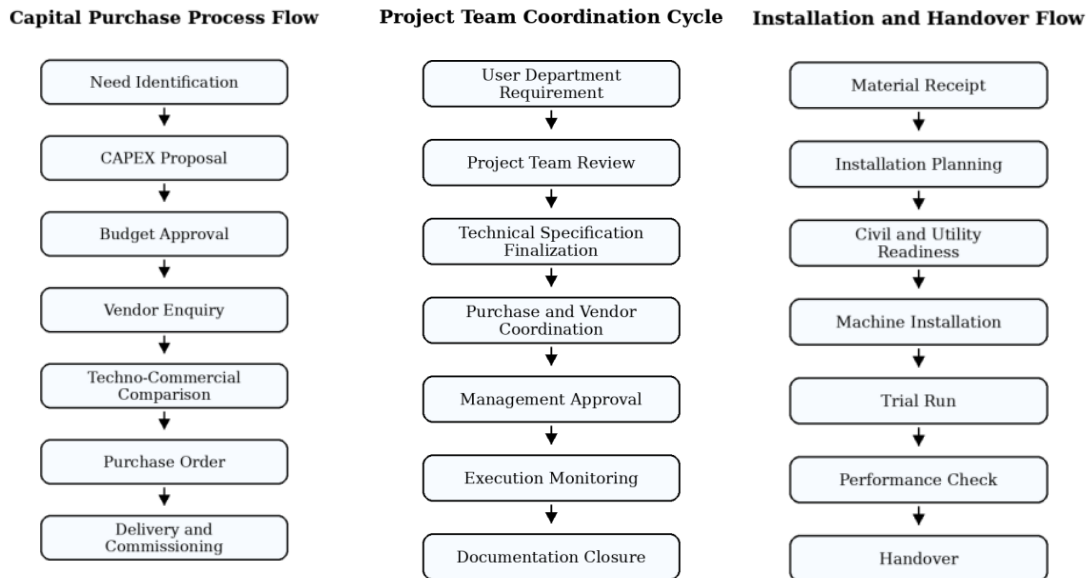 Capital Purchase Process Flow
Need Identification
CAPEX Proposal
Budget Approval
Vendor Enquiry
Techno-Commercial
Comparison
Purchase Order
Delivery and
Commissioning
Project Team Coordination Cycle
User Department
Requirement
Project Team Review
Technical Specification
Finalization
Purchase and Vendor
Coordination
Management Approval
Execution Monitoring
Documentation Closure
Installation and Handover Flow
Material Receipt
Installation Planning
Civil and Utility
Readiness
Machine Installation
Trial Run
Performance Check
Handover